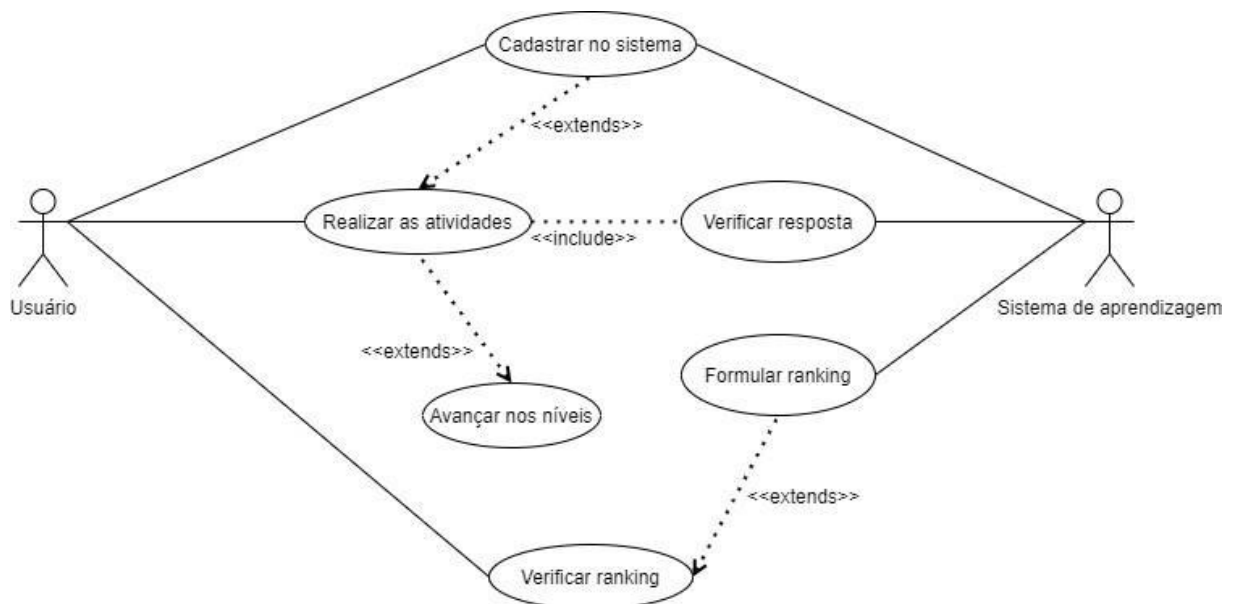 Cadastrar no sistema
<<extends>>
Realizar as atividades
<<include>>
Verificar resposta
Usuário
Sistema de aprendizagem
<<extends>>
Formular ranking
Avançar nos níveis
<<extends>>
Verificar ranking